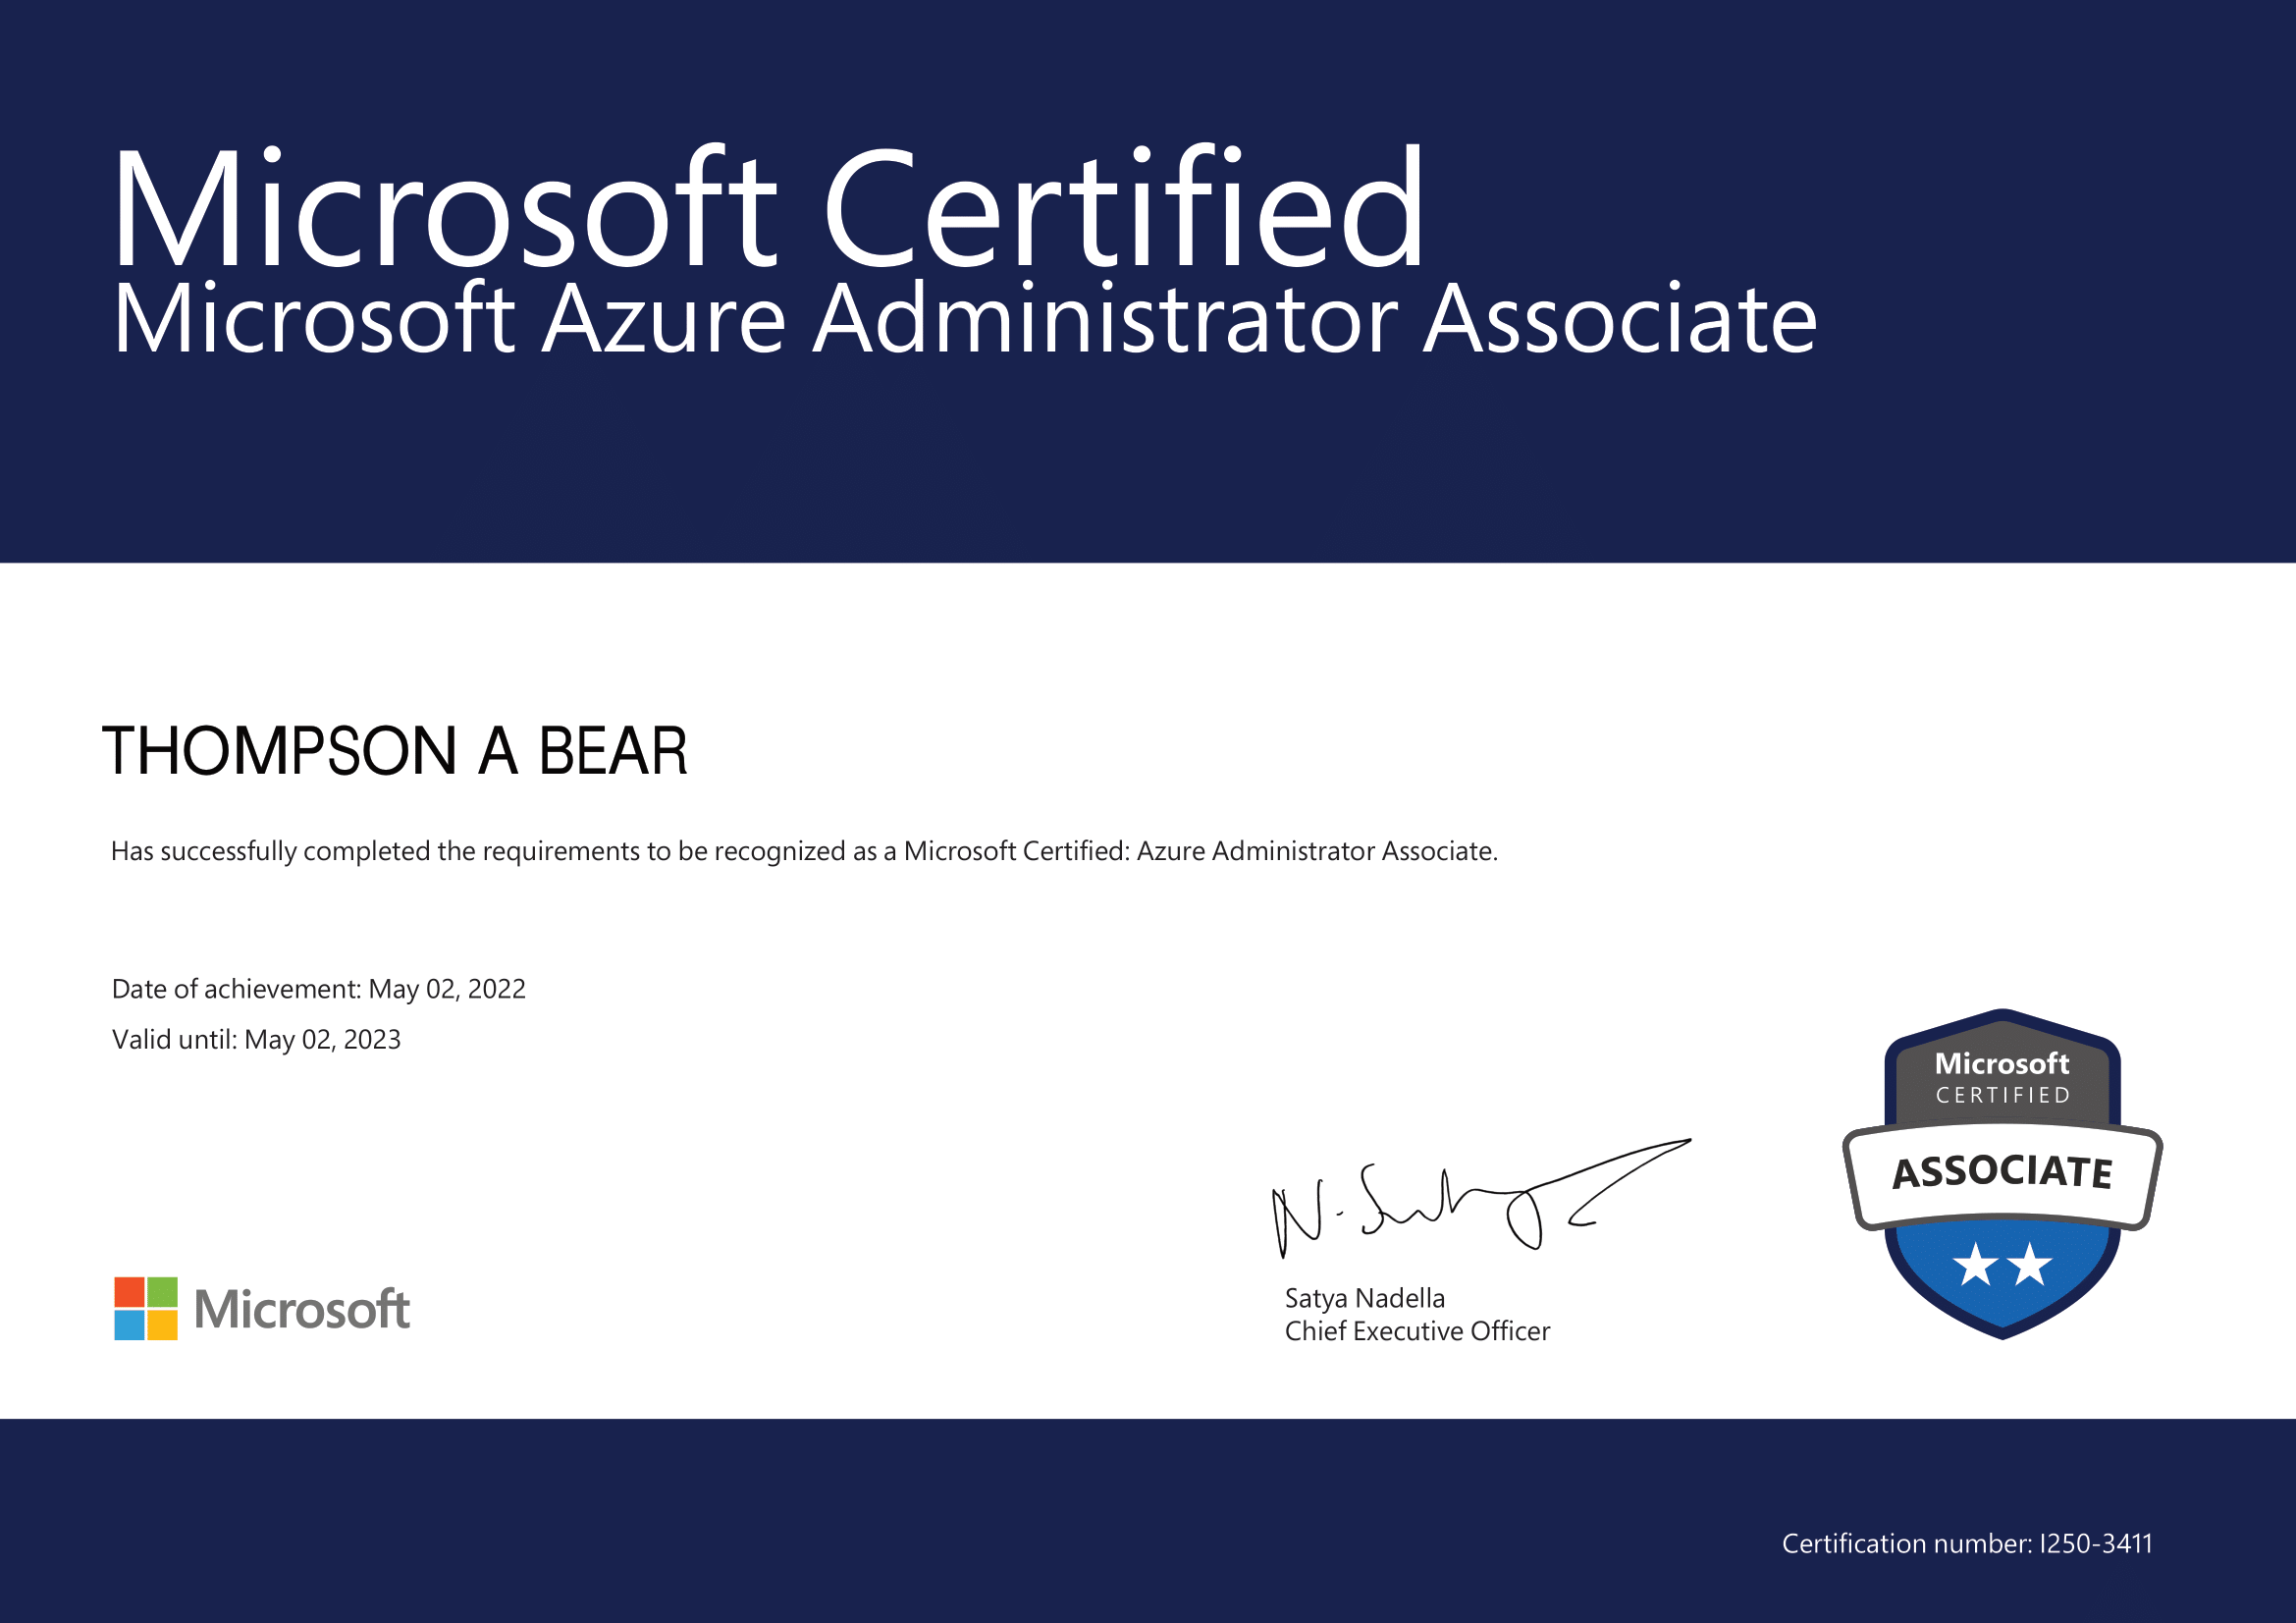 Microsoft Certified
Microsoft Azure Administrator Associate
THOMPSON A BEAR
Has successfully completed the requirements to be recognized as a Microsoft Certified: Azure Administrator Associate.
Date of achievement: May 02, 2022
Valid until: May 02, 2023
Microsoft
CERTIFIED
ASSOCIATE
N. Satya
Satya Nadella
Chief Executive Officer
Microsoft
Certification number: I250-3411